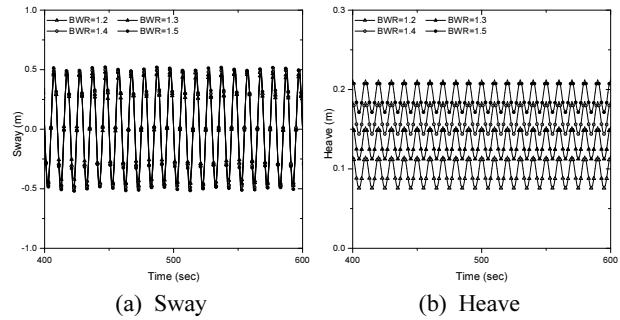 BWR=1.2 BWR=1.3
BWR=1.4 BWR=1.5
1.0
0.5
0.0
-0.5
-1.0
Sway (m)
400 500 600
Time (sec)
(a) Sway
BWR=1.2 BWR=1.3
BWR=1.4 BWR=1.5
0.3
0.2
0.1
0.0
Heave (m)
400 500 600
Time (sec)
(b) Heave